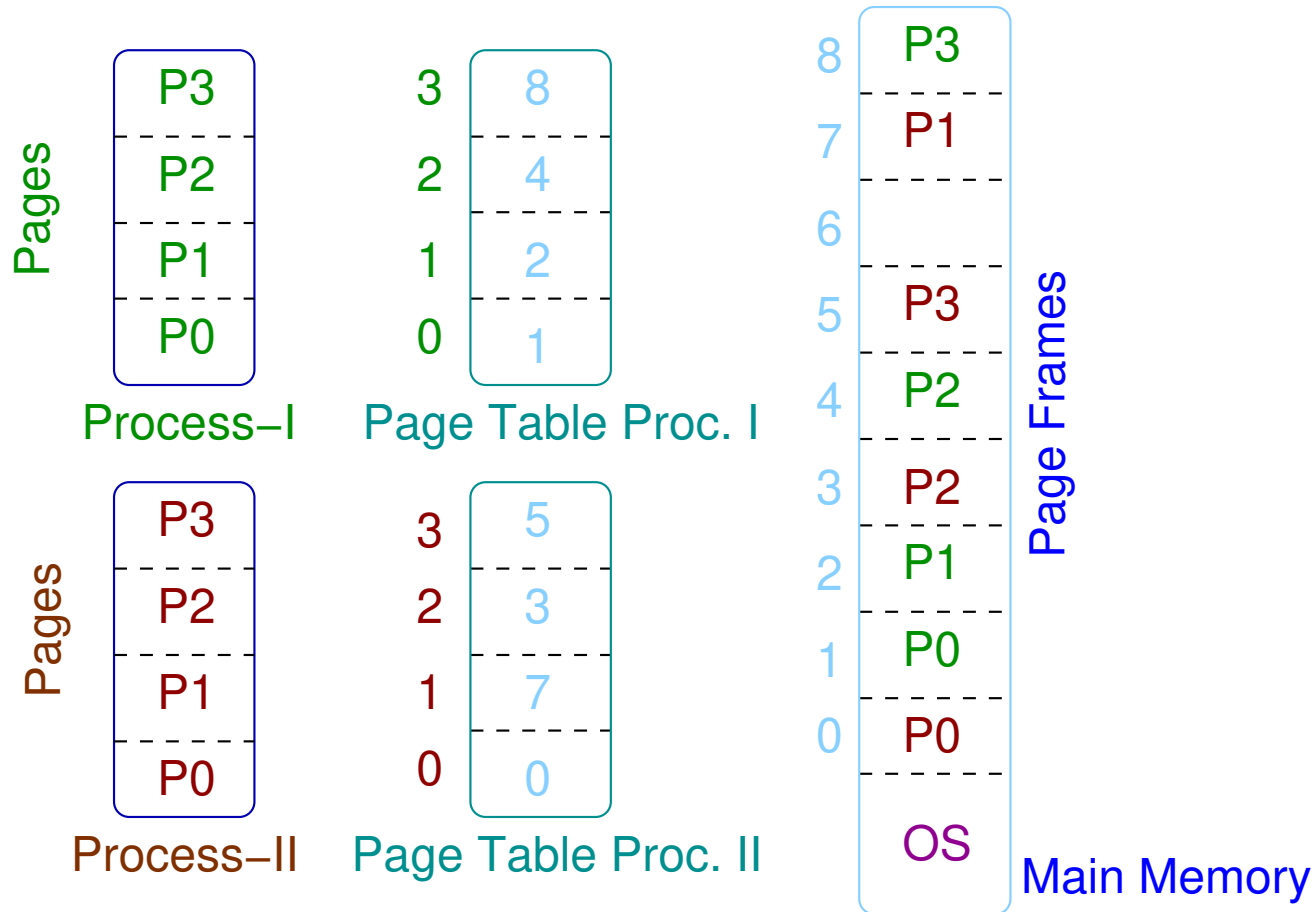 Pages
P3
P2
P1
P0
Process–I
3 8
2 4
1 2
0 1
Page Table Proc. I
Pages
P3
P2
P1
P0
Process–II
3 5
2 3
1 7
0 0
Page Table Proc. II
8 P3
7 P1
6
5 P3
4 P2
3 P2
2 P1
1 P0
0 P0
OS
Page Frames
Main Memory